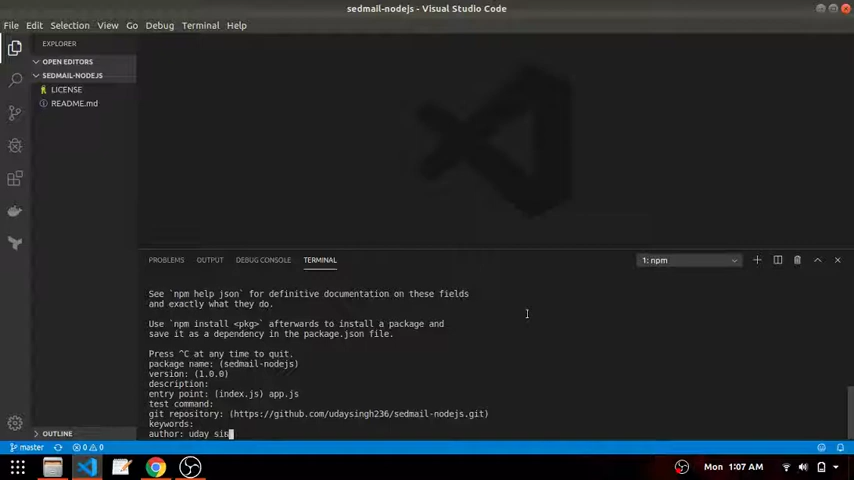 sedmail-nodejs - Visual Studio Code
File Edit Selection View Go Debug Terminal Help
EXPLORER
OPEN EDITORS
SEDMAIL-NODEJS
LICENSE
README.md
PROBLEMS OUTPUT DEBUG CONSOLE TERMINAL
1: npm
See `npm help json` for definitive documentation on these fields
and exactly what they do.
Use `npm install <pkg>` afterwards to install a package and
save it as a dependency in the package.json file.
Press ^C at any time to quit.
package name: (sedmail-nodejs)
version: (1.0.0)
description:
entry point: (index.js) app.js
test command:
git repository: (https://github.com/udaysingh236/sedmail-nodejs.git)
keywords:
author: uday sin
OUTLINE
master 0 0
Mon 1:07 AM